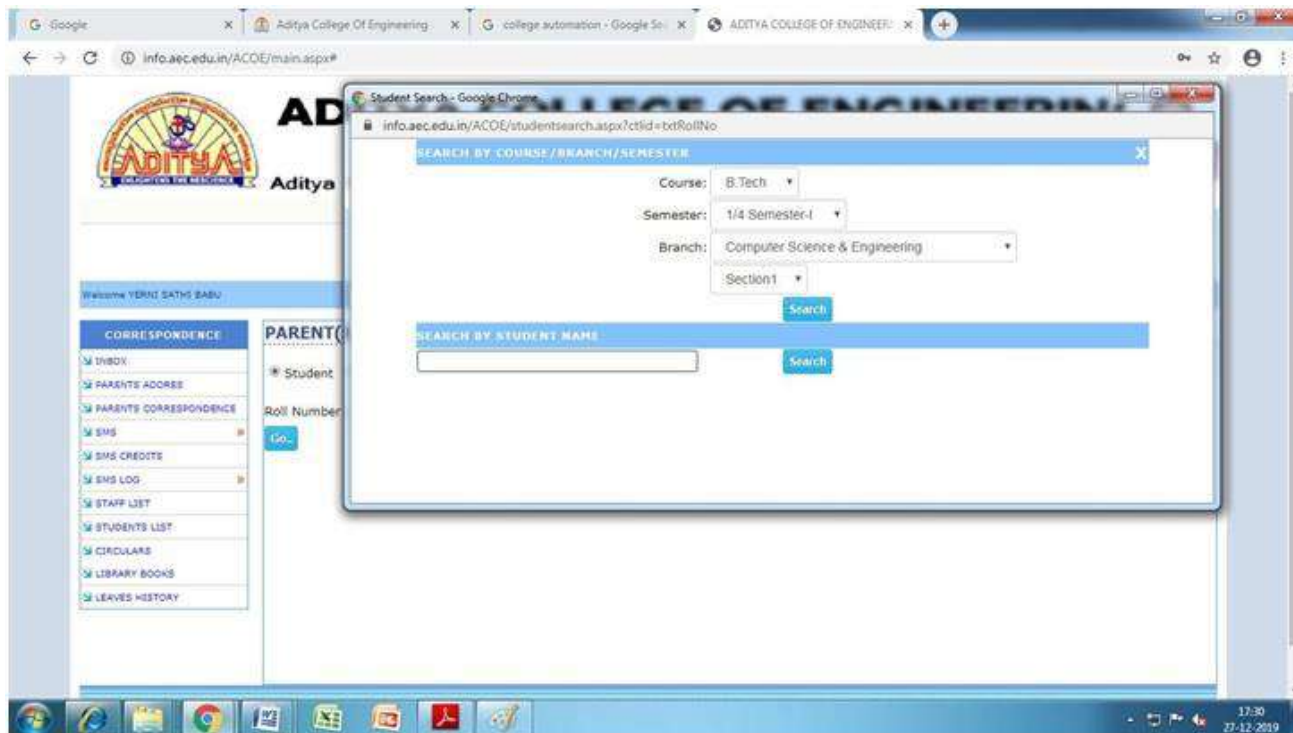 Google
Aditya College Of Engineering
college automation - Google Se
ADITYA COLLEGE OF ENGINEER
info.aec.edu.in/ACOE/main.aspx#
ADITYA
AD
Aditya
Student Search - Google Chrome
COLLEGE OF ENGINEERING
info.aec.edu.in/ACOE/studentsearch.aspx?ctlid=txtRollNo
SEARCH BY COURSE/BRANCH/SEMESTER X
Course: B.Tech
Semester: 1/4 Semester-I
Branch: Computer Science & Engineering
Section1
Search
SEARCH BY STUDENT NAME
Search
Welcome YERNI SATHI BABU
CORRESPONDENCE
INBOX
PARENTS ADDRES
PARENTS CORRESPONDENCE
SMS
SMS CREDITS
SMS LOG
STAFF LIST
STUDENTS LIST
CIRCULARS
LIBRARY BOOKS
LEAVES HISTORY
PARENT(
Student
Roll Number
Go..
17:30
27-12-2019